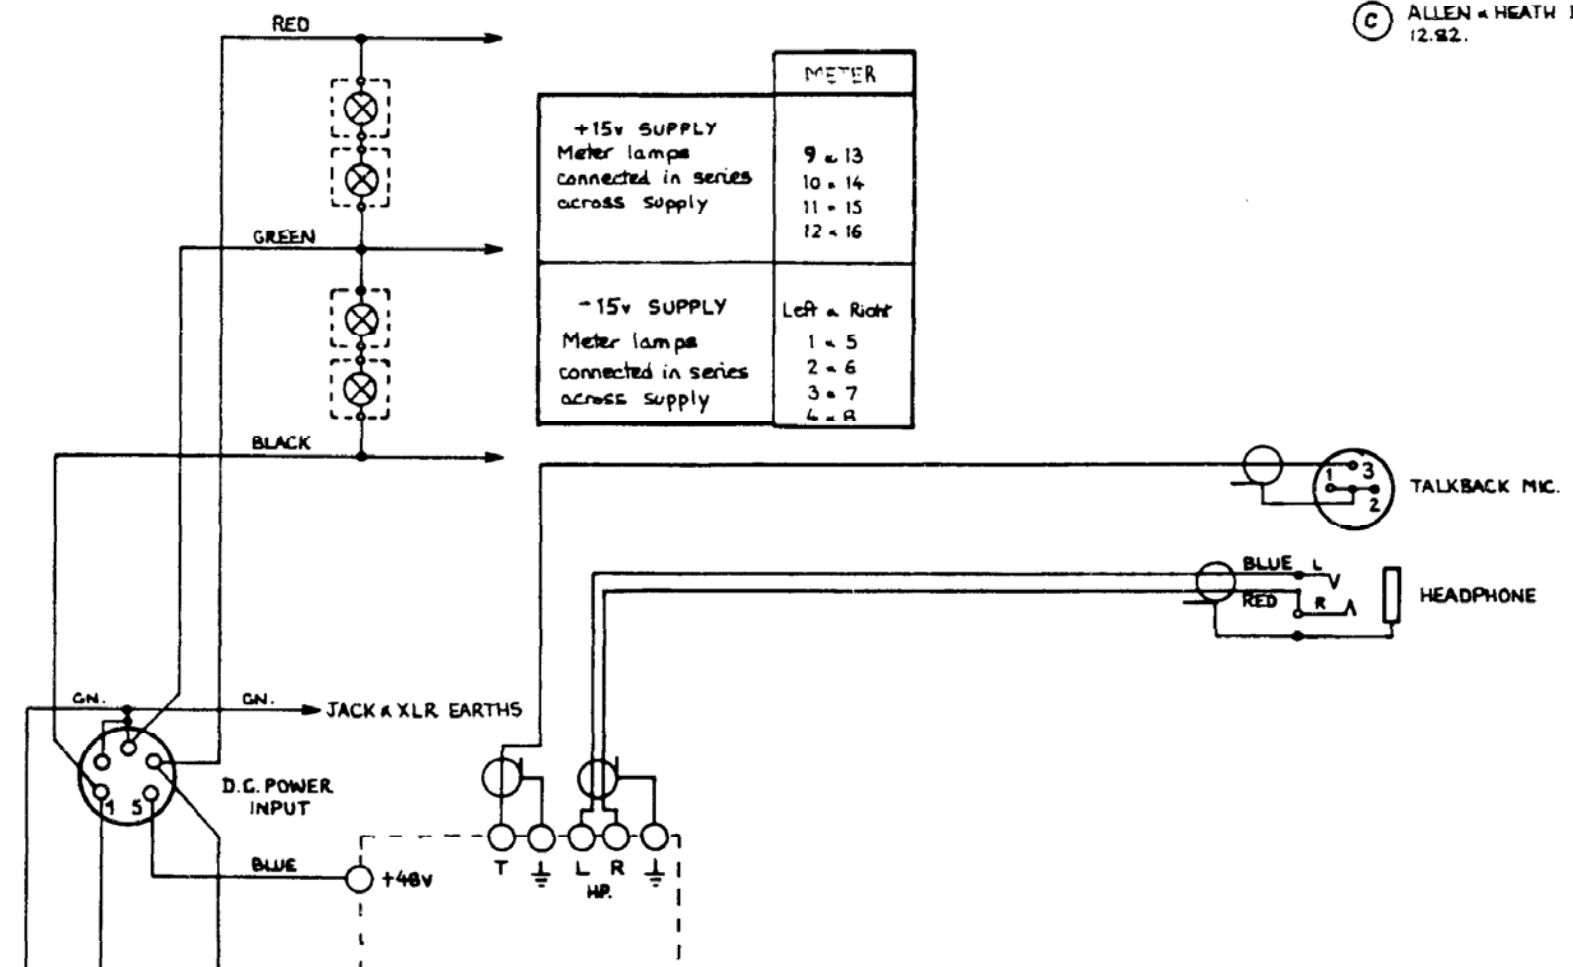 C
ALLEN & HEATH
12.82.
RED
METER
+15v SUPPLY
Meter lamps
connected in series
across supply
9 & 13
10 & 14
11 & 15
12 & 16
GREEN
-15v SUPPLY
Meter lamps
connected in series
across supply
Left & Right
1 & 5
2 & 6
3 & 7
4 & 8
BLACK
1 3
2
TALKBACK MIC.
BLUE L
RED R
HEADPHONE
GN. GN.
JACK & XLR EARTHS
D.C. POWER
INPUT
1 5
BLUE
+48V
T L R
HP.